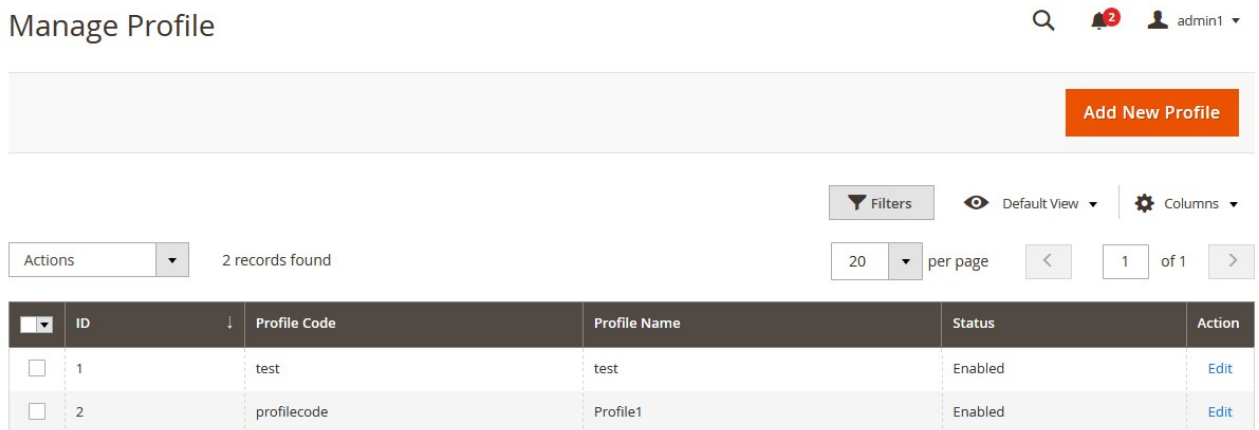 Manage Profile
2 admin1
Add New Profile
Filters Default View Columns
Actions 2 records found 20 per page 1 of 1
ID ↓ Profile Code Profile Name Status Action
1 test test Enabled Edit
2 profilecode Profile1 Enabled Edit